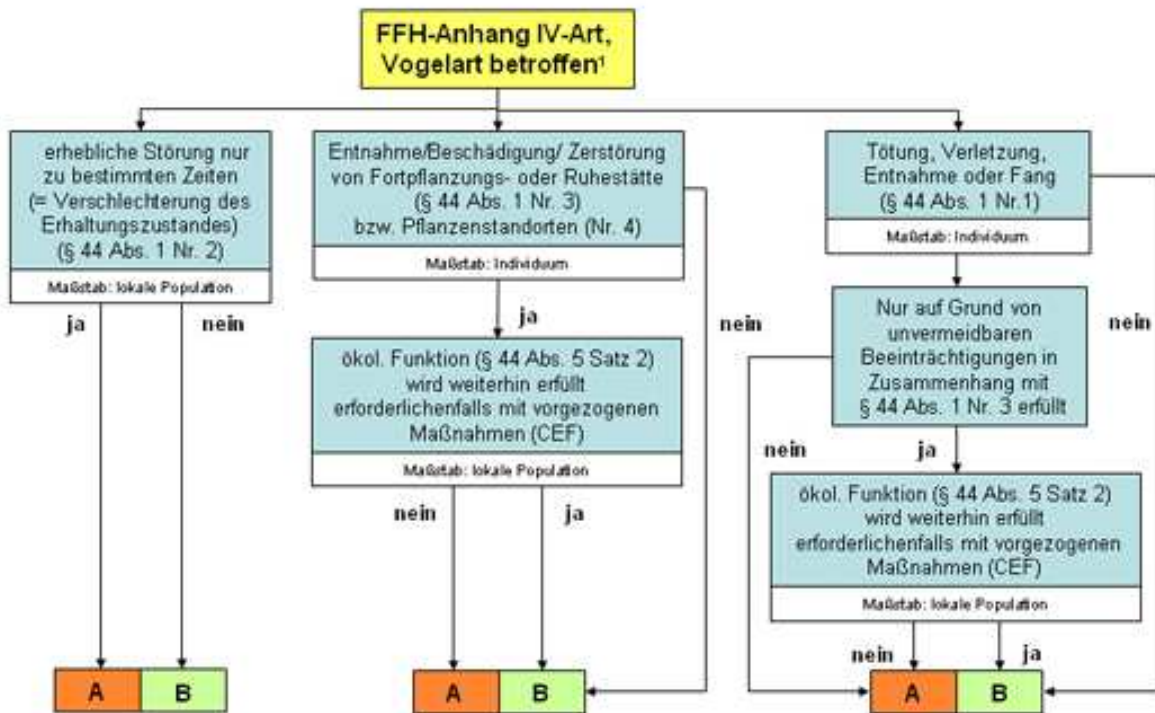 FFH-Anhang IV-Art,
Vogelart betroffen¹
erhebliche Störung nur
zu bestimmten Zeiten
(= Verschlechterung des
Erhaltungszustandes)
(§ 44 Abs. 1 Nr. 2)
Maßstab: lokale Population
ja
nein
A
B
Entnahme/Beschädigung/ Zerstörung
von Fortpflanzungs- oder Ruhestätte
(§ 44 Abs. 1 Nr. 3)
bzw. Pflanzenstandorten (Nr. 4)
Maßstab: Individuum
ja
nein
ökol. Funktion (§ 44 Abs. 5 Satz 2)
wird weiterhin erfüllt
erforderlichenfalls mit vorgezogenen
Maßnahmen (CEF)
Maßstab: lokale Population
nein
ja
A
B
Tötung, Verletzung,
Entnahme oder Fang
(§ 44 Abs. 1 Nr.1)
Maßstab: Individuum
nein
Nur auf Grund von
unvermeidbaren
Beeinträchtigungen in
Zusammenhang mit
§ 44 Abs. 1 Nr. 3 erfüllt
nein
ja
ökol. Funktion (§ 44 Abs. 5 Satz 2)
wird weiterhin erfüllt
erforderlichenfalls mit vorgezogenen
Maßnahmen (CEF)
Maßstab: lokale Population
nein
ja
A
B